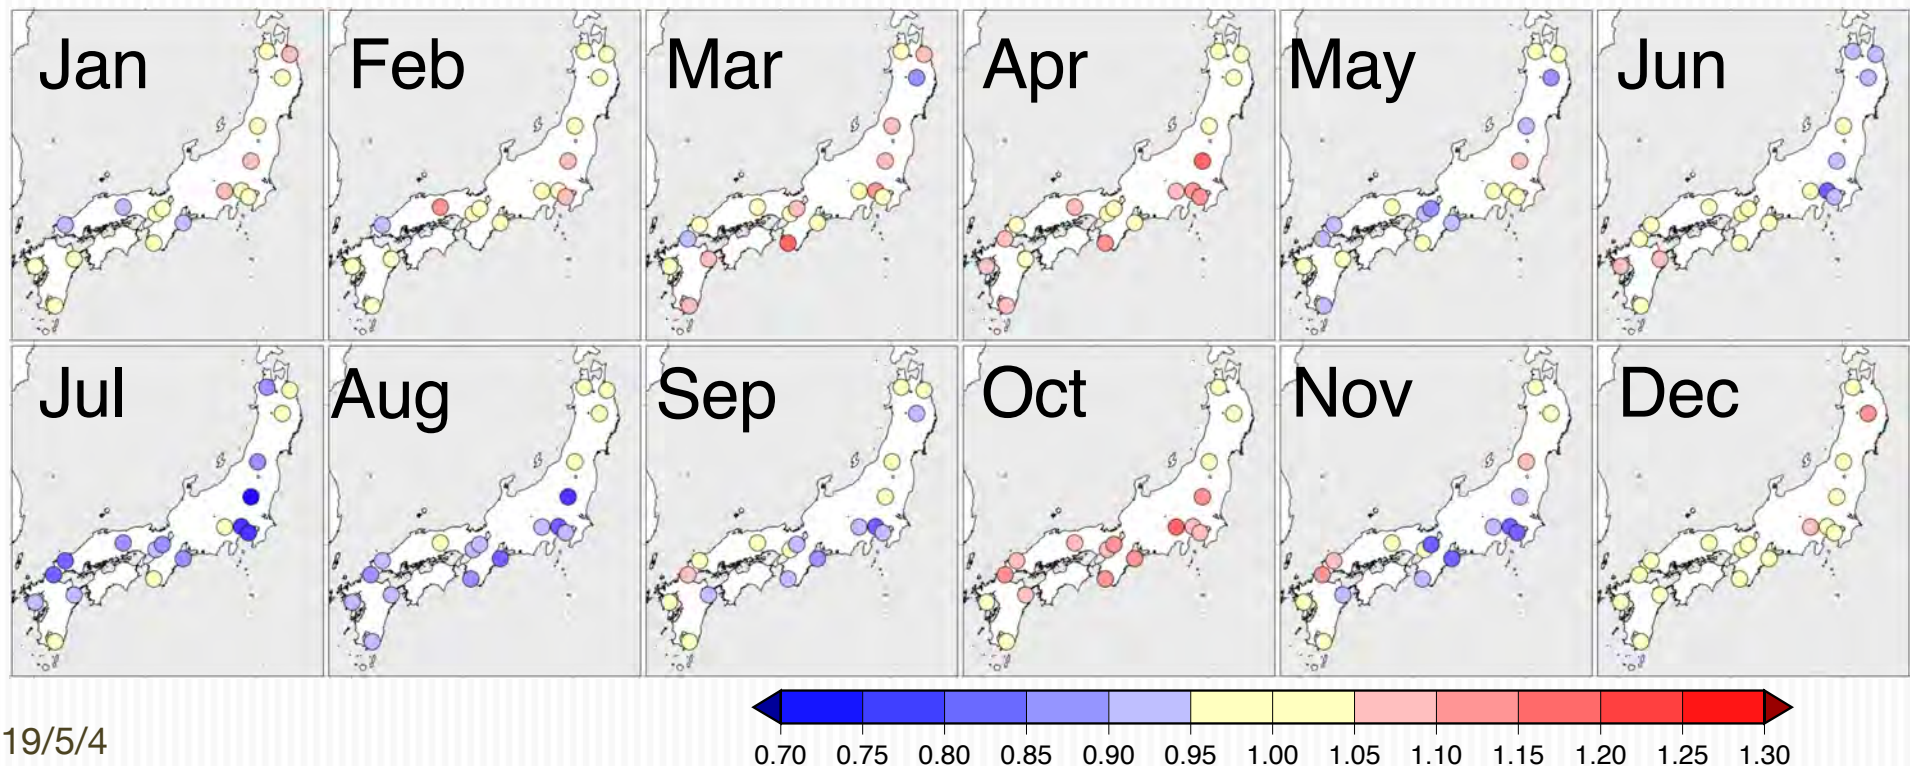 Jan Feb Mar Apr May Jun
Jul Aug Sep Oct Nov Dec
19/5/4
0.70 0.75 0.80 0.85 0.90 0.95 1.00 1.05 1.10 1.15 1.20 1.25 1.30